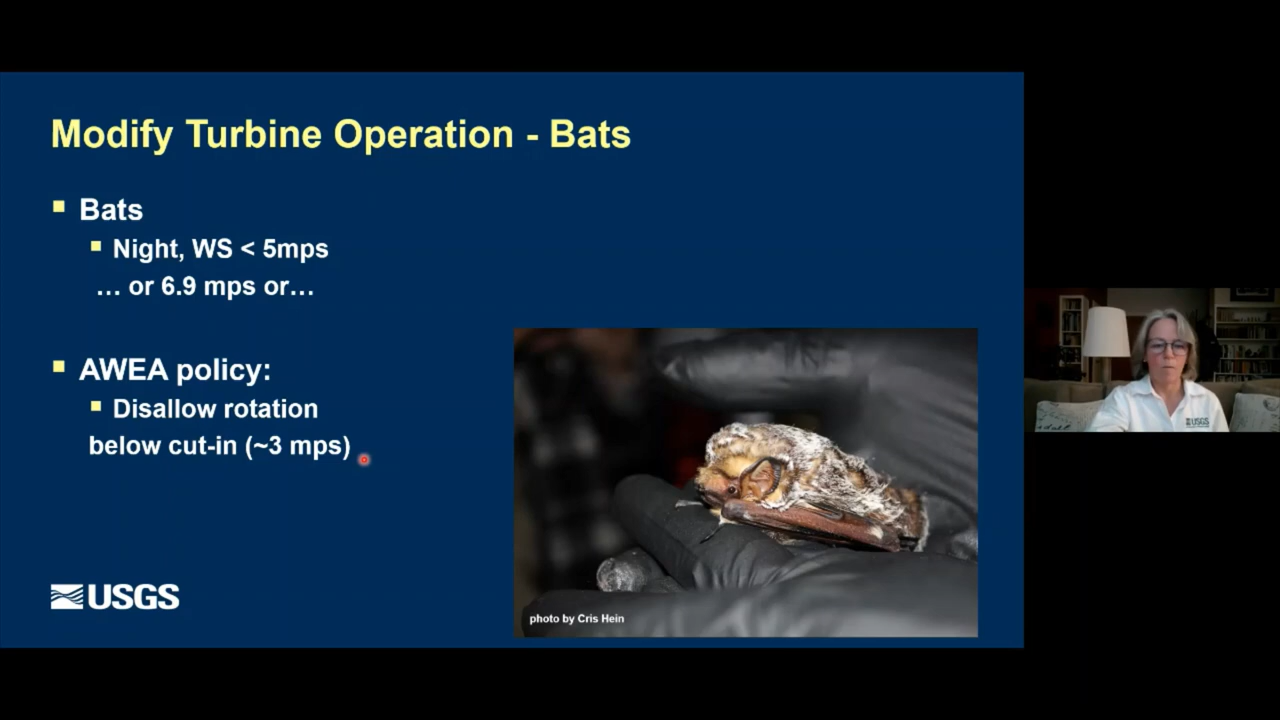 Modify Turbine Operation - Bats
Bats
Night, WS < 5mps
… or 6.9 mps or…
AWEA policy:
Disallow rotation
below cut-in (~3 mps)
USGS
photo by Cris Hein
USGS